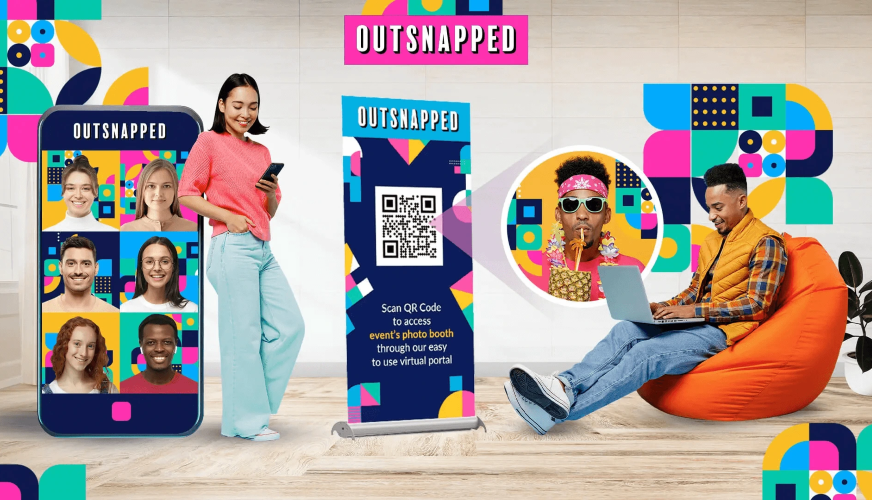 OUTSNAPPED
OUTSNAPPED
OUTSNAPPED
Scan QR Code
to access
event's photo booth
through our easy
to use virtual portal